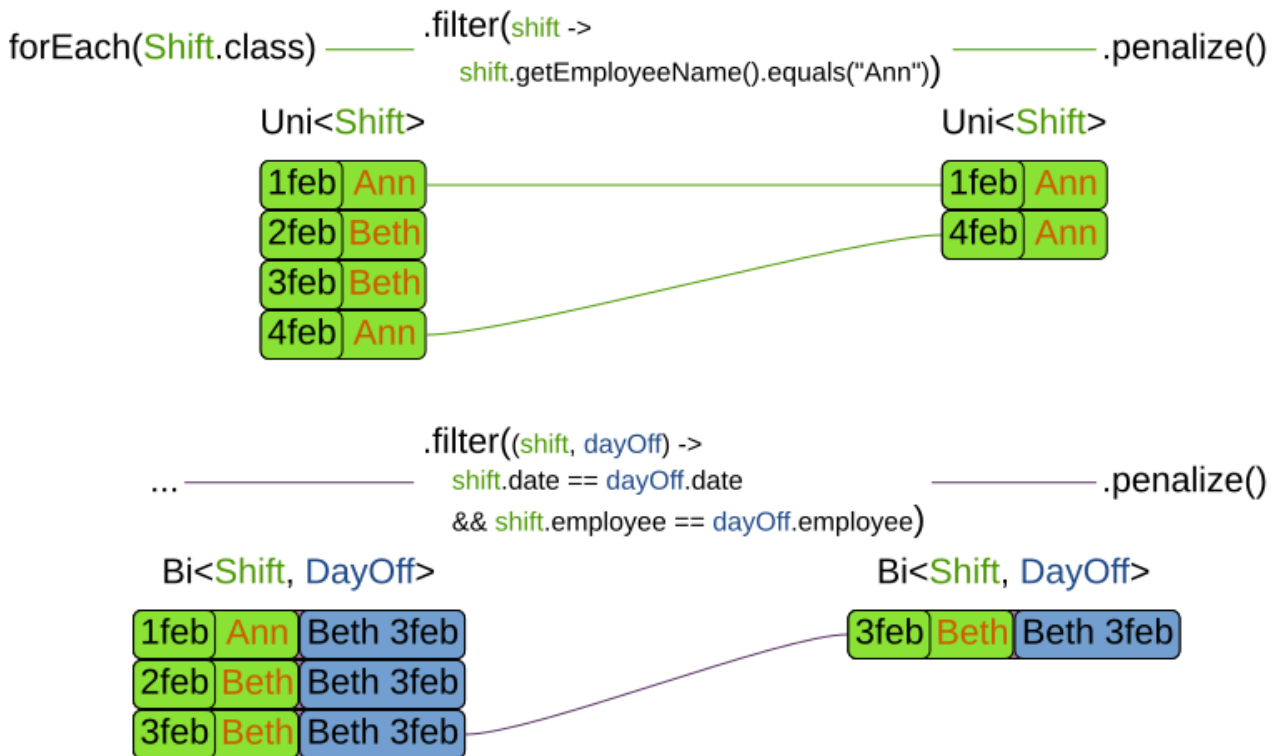 forEach(Shift.class)
.filter(shift ->
shift.getEmployeeName().equals("Ann"))
.penalize()
Uni<Shift>
Uni<Shift>
1feb Ann
1feb Ann
2feb Beth
4feb Ann
3feb Beth
4feb Ann
...
.filter((shift, dayOff) ->
shift.date == dayOff.date
&& shift.employee == dayOff.employee)
.penalize()
Bi<Shift, DayOff>
Bi<Shift, DayOff>
1feb Ann Beth 3feb
3feb Beth Beth 3feb
2feb Beth Beth 3feb
3feb Beth Beth 3feb